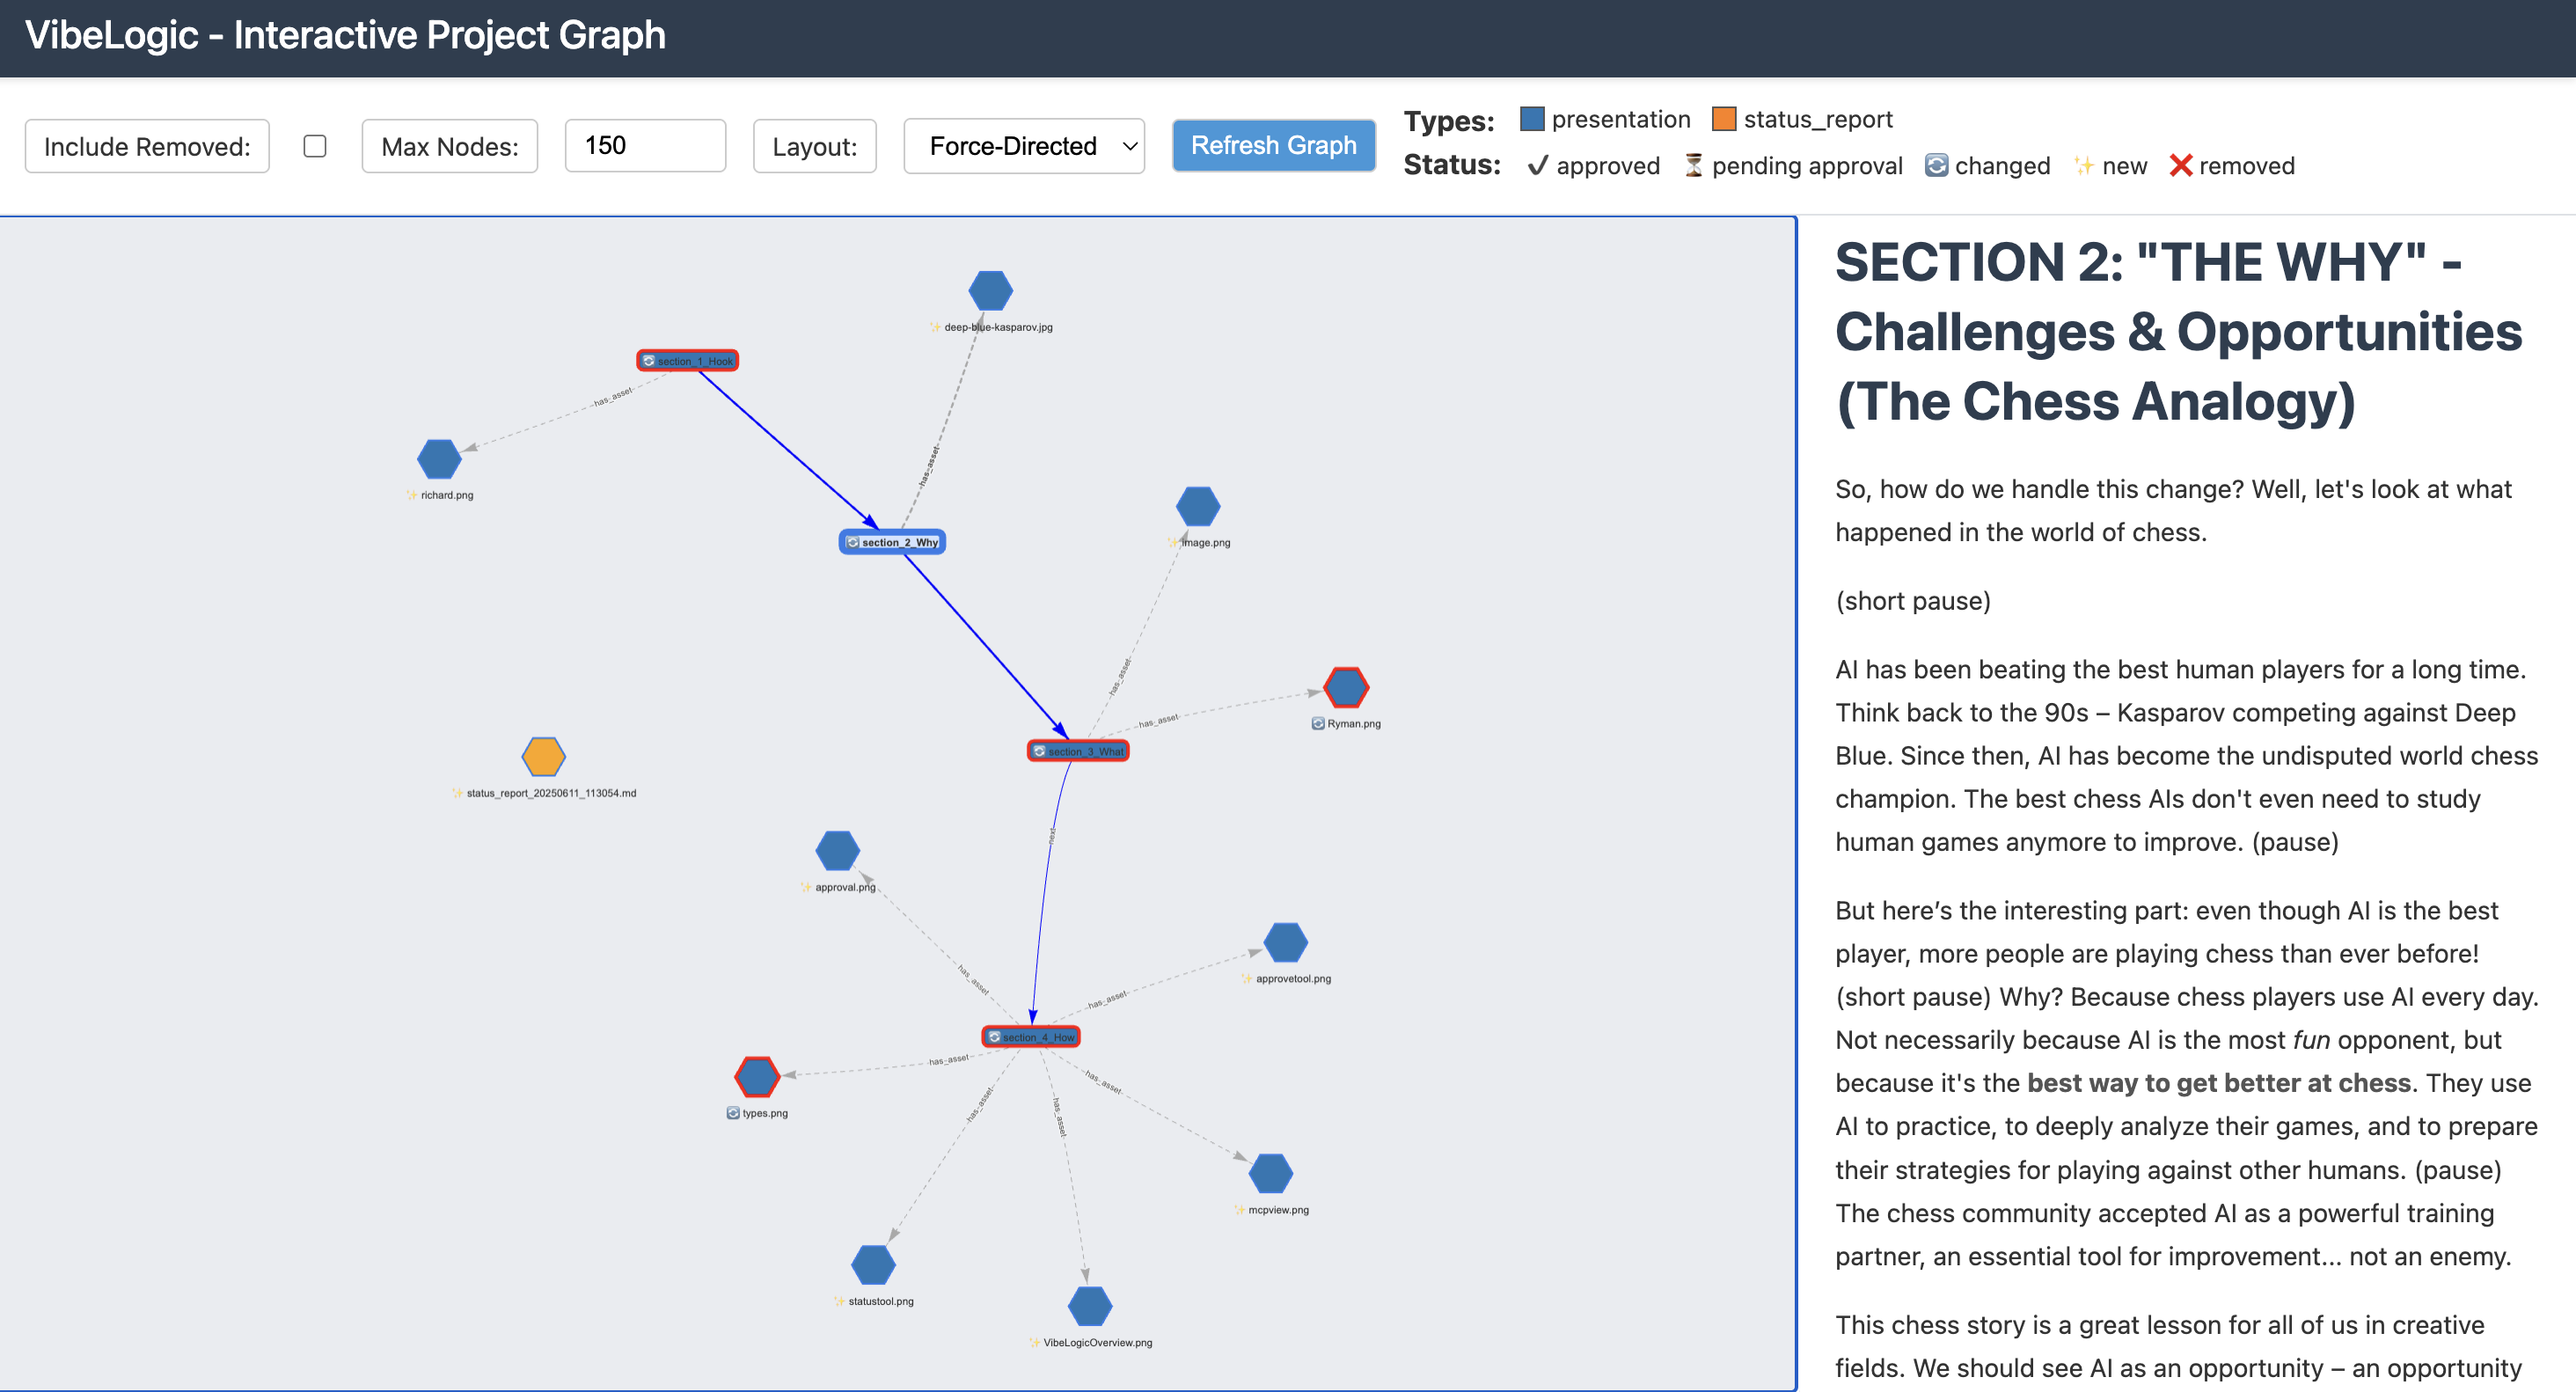 VibeLogic - Interactive Project Graph
Include Removed:
Max Nodes:
150
Layout:
Force-Directed
Refresh Graph
Types: presentation status_report
Status: ✔ approved ⏳ pending approval 🔄 changed ✨ new ❌ removed
✨ deep-blue-kasparov.jpg
🔄 section_1_Hook
has_asset
✨ richard.png
has_asset
🔄 section_2_Why
✨ image.png
has_asset
has_asset
🔄 Ryman.png
🔄 section_3_What
✨ status_report_20250611_113054.md
next
✨ approval.png
has_asset
✨ approvetool.png
has_asset
🔄 section_4_How
has_asset
🔄 types.png
has_asset
has_asset
has_asset
✨ mcpview.png
✨ statustool.png
✨ VibeLogicOverview.png
SECTION 2: "THE WHY" -
Challenges & Opportunities
(The Chess Analogy)
So, how do we handle this change? Well, let's look at what
happened in the world of chess.
(short pause)
AI has been beating the best human players for a long time.
Think back to the 90s – Kasparov competing against Deep
Blue. Since then, AI has become the undisputed world chess
champion. The best chess AIs don't even need to study
human games anymore to improve. (pause)
But here’s the interesting part: even though AI is the best
player, more people are playing chess than ever before!
(short pause) Why? Because chess players use AI every day.
Not necessarily because AI is the most fun opponent, but
because it's the best way to get better at chess. They use
AI to practice, to deeply analyze their games, and to prepare
their strategies for playing against other humans. (pause)
The chess community accepted AI as a powerful training
partner, an essential tool for improvement... not an enemy.
This chess story is a great lesson for all of us in creative
fields. We should see AI as an opportunity – an opportunity